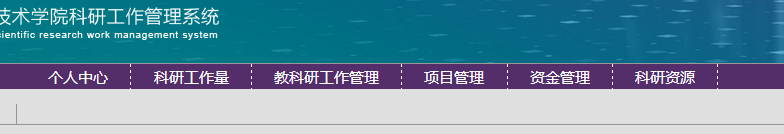 技术学院科研工作管理系统
cientific research work management system
个人中心 科研工作量 教科研工作管理 项目管理 资金管理 科研资源